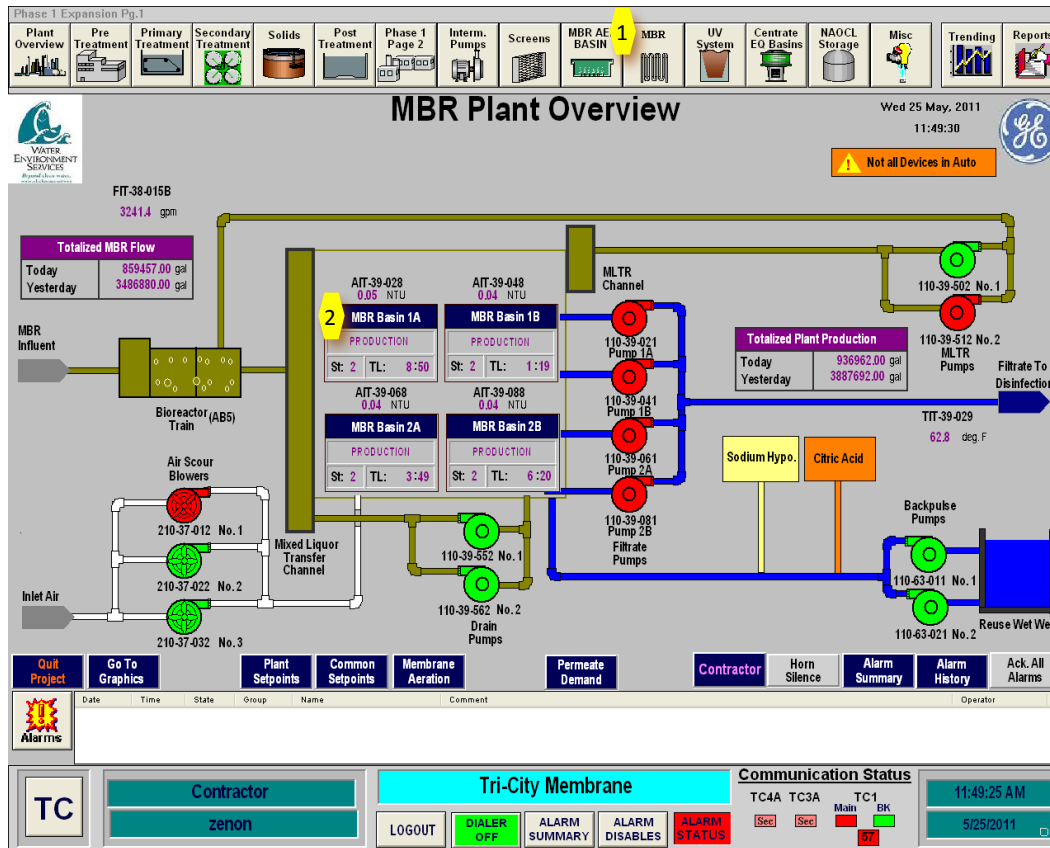 Phase 1 Expansion Pg.1
Plant Overview
Pre Treatment
Primary Treatment
Secondary Treatment
Solids
Post Treatment
Phase 1 Page 2
Interm. Pumps
Screens
MBR AE
BASIN
1
MBR
UV System
Centrate EQ Basins
NAOCL Storage
Misc
Trending
Reports
MBR Plant Overview
Wed 25 May, 2011
11:49:30
WATER
ENVIRONMENT
SERVICES
Beyond clean water.
GE
! Not all Devices in Auto
FIT-38-015B
3241.4 gpm
Totalized MBR Flow
Today 859457.00 gal
Yesterday 3486880.00 gal
MBR
Influent
Bioreactor (AB5)
Train
AIT-39-028
0.05 NTU
2
MBR Basin 1A
PRODUCTION
St: 2 TL: 8:50
AIT-39-048
0.04 NTU
MBR Basin 1B
PRODUCTION
St: 2 TL: 1:19
AIT-39-068
0.04 NTU
MBR Basin 2A
PRODUCTION
St: 2 TL: 3:49
AIT-39-088
0.04 NTU
MBR Basin 2B
PRODUCTION
St: 2 TL: 6:20
MLTR
Channel
110-39-021
Pump 1A
110-39-041
Pump 1B
110-39-061
Pump 2A
110-39-081
Pump 2B
Filtrate
Pumps
110-39-502 No.1
110-39-512 No.2
MLTR
Pumps
Totalized Plant Production
Today 936962.00 gal
Yesterday 3887692.00 gal
Filtrate To
Disinfection
TIT-39-029
62.8 deg. F
Sodium Hypo.
Citric Acid
Air Scour
Blowers
210-37-012 No.1
210-37-022 No.2
210-37-032 No.3
Inlet Air
Mixed Liquor
Transfer
Channel
110-39-552 No.1
110-39-562 No.2
Drain
Pumps
Backpulse
Pumps
110-63-011 No.1
110-63-021 No.2
Reuse Wet We
Quit
Project
Go To
Graphics
Plant
Setpoints
Common
Setpoints
Membrane
Aeration
Permeate
Demand
Contractor
Horn
Silence
Alarm
Summary
Alarm
History
Ack. All
Alarms
Alarms
Date Time State Group Name Comment Operator
TC
Contractor
zenon
Tri-City Membrane
LOGOUT
DIALER
OFF
ALARM
SUMMARY
ALARM
DISABLES
ALARM
STATUS
Communication Status
TC4A TC3A TC1
Main BK
Sec Sec
57
11:49:25 AM
5/25/2011